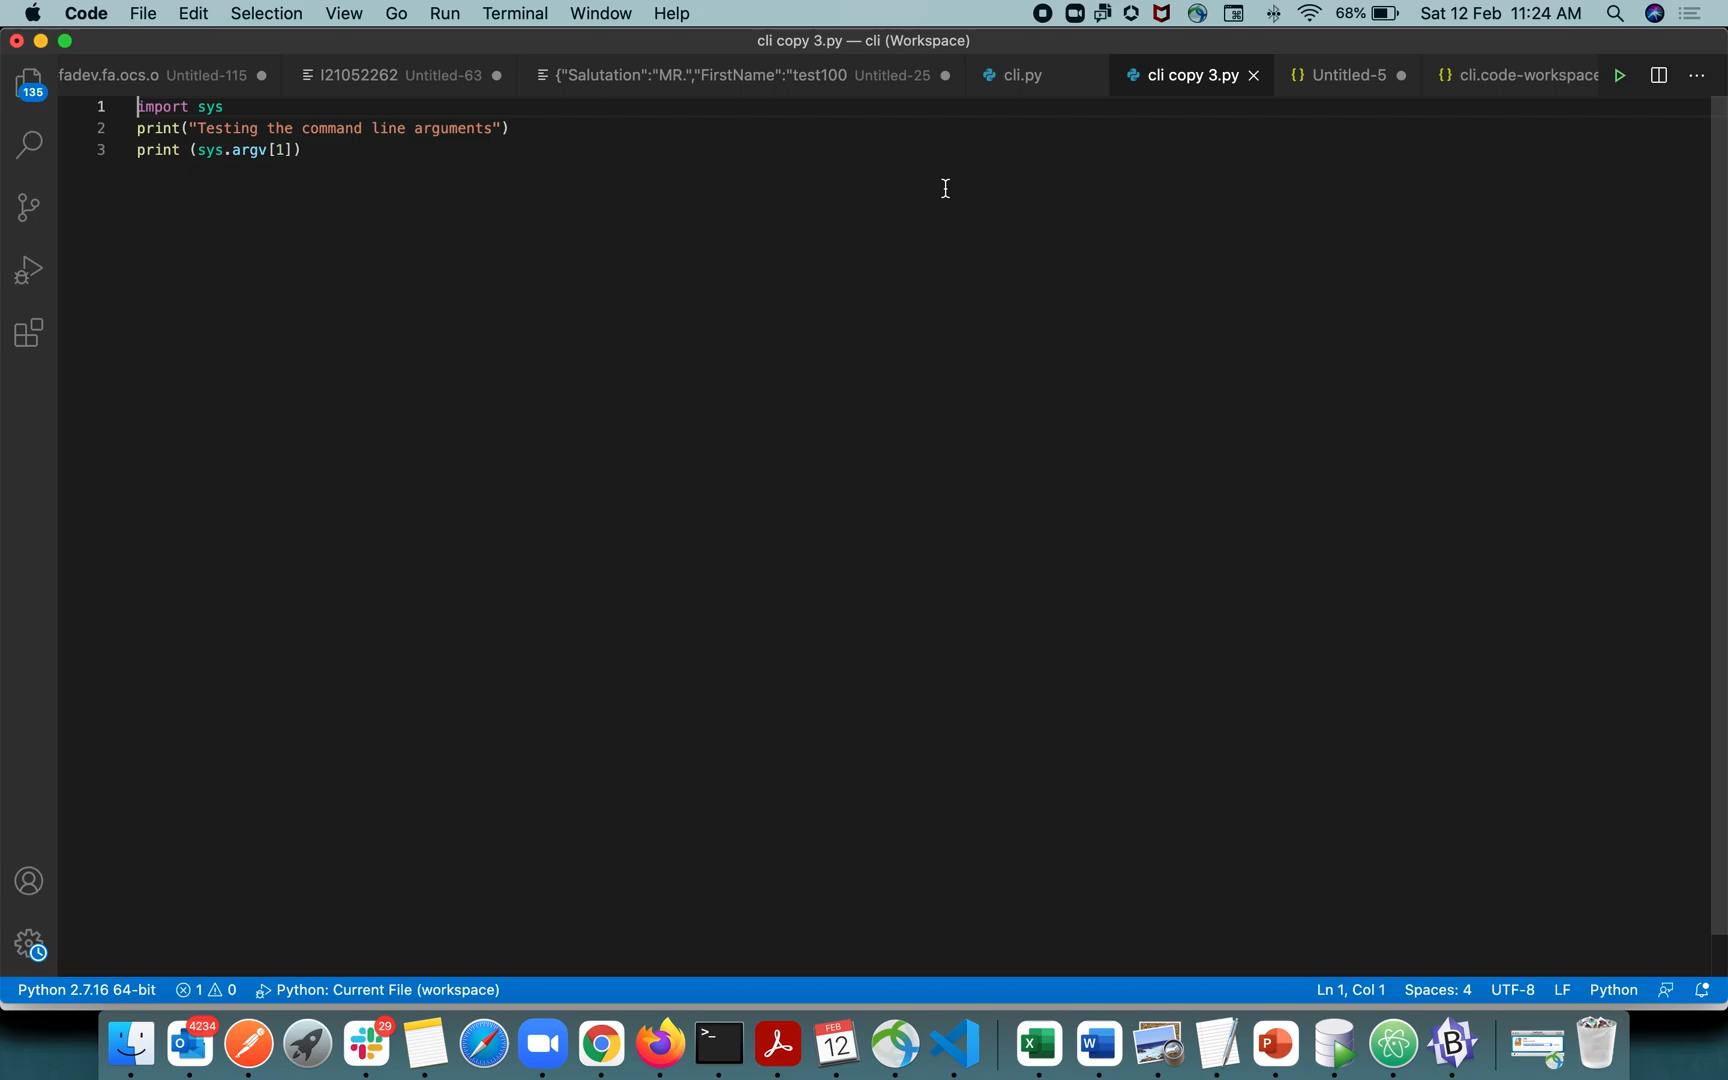 Code File Edit Selection View Go Run Terminal Window Help 68% Sat 12 Feb 11:24 AM
cli copy 3.py — cli (Workspace)
fadev.fa.ocs.o Untitled-115 I21052262 Untitled-63 {"Salutation":"MR.","FirstName":"test100 Untitled-25 cli.py cli copy 3.py {} Untitled-5 {} cli.code-workspace ...
135
1 import sys
2 print("Testing the command line arguments")
3 print (sys.argv[1])
Python 2.7.16 64-bit 1 0 Python: Current File (workspace) Ln 1, Col 1 Spaces: 4 UTF-8 LF Python
4234 29 >_ FEB 12 X W P B